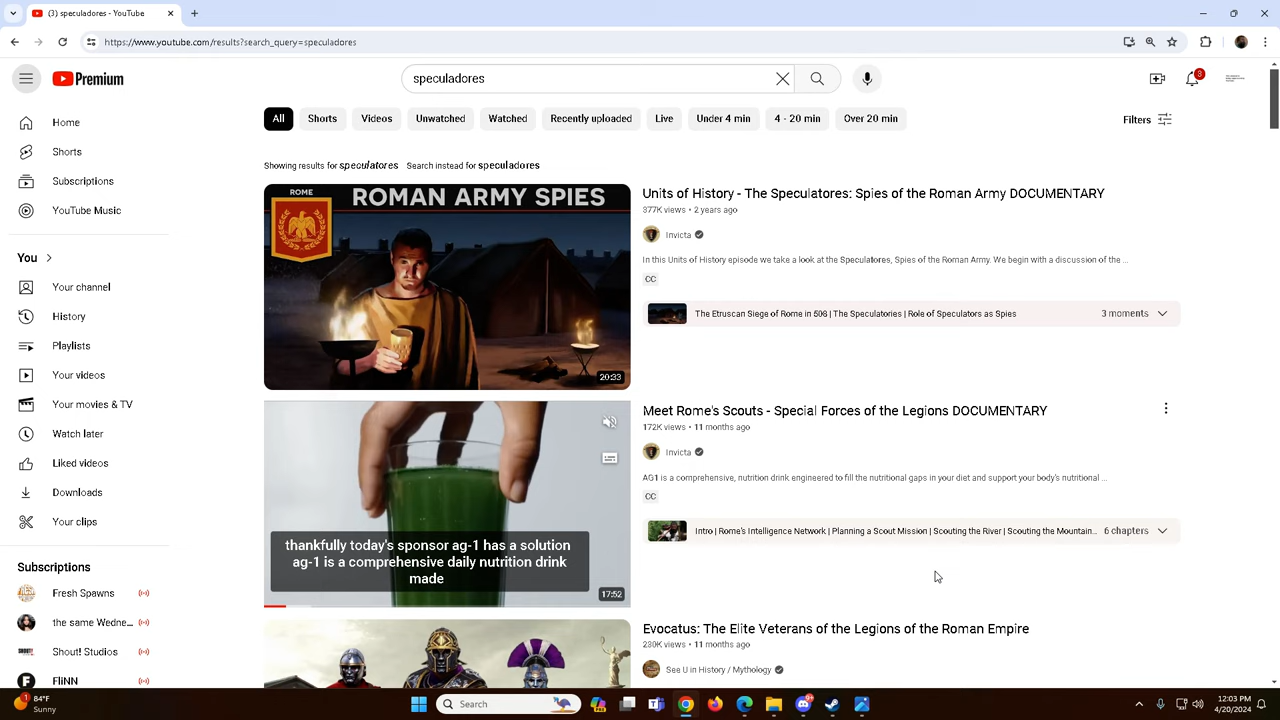 (3) speculadores - YouTube
https://www.youtube.com/results?search_query=speculadores
Premium
speculadores
3
Home
Shorts
Subscriptions
YouTube Music
You
Your channel
History
Playlists
Your videos
Your movies & TV
Watch later
Liked videos
Downloads
Your clips
Subscriptions
Fresh Spawns
the same Wedne...
Shout! Studios
FliNN
All
Shorts
Videos
Unwatched
Watched
Recently uploaded
Live
Under 4 min
4 - 20 min
Over 20 min
Filters
Showing results for speculatores Search instead for speculadores
ROME
ROMAN ARMY SPIES
20:33
Units of History - The Speculatores: Spies of the Roman Army DOCUMENTARY
377K views • 2 years ago
Invicta
In this Units of History episode we take a look at the Speculatores, Spies of the Roman Army. We begin with a discussion of the ...
CC
The Etruscan Siege of Rome in 508 | The Speculatories | Role of Speculators as Spies
3 moments
thankfully today's sponsor ag-1 has a solution
ag-1 is a comprehensive daily nutrition drink
made
17:52
Meet Rome's Scouts - Special Forces of the Legions DOCUMENTARY
172K views • 11 months ago
Invicta
AG1 is a comprehensive, nutrition drink engineered to fill the nutritional gaps in your diet and support your body's nutritional ...
CC
Intro | Rome's Intelligence Network | Planning a Scout Mission | Scouting the River | Scouting the Mountain...
6 chapters
Evocatus: The Elite Veterans of the Legions of the Roman Empire
230K views • 11 months ago
See U in History / Mythology
1
84°F
Sunny
Search
12:03 PM
4/20/2024